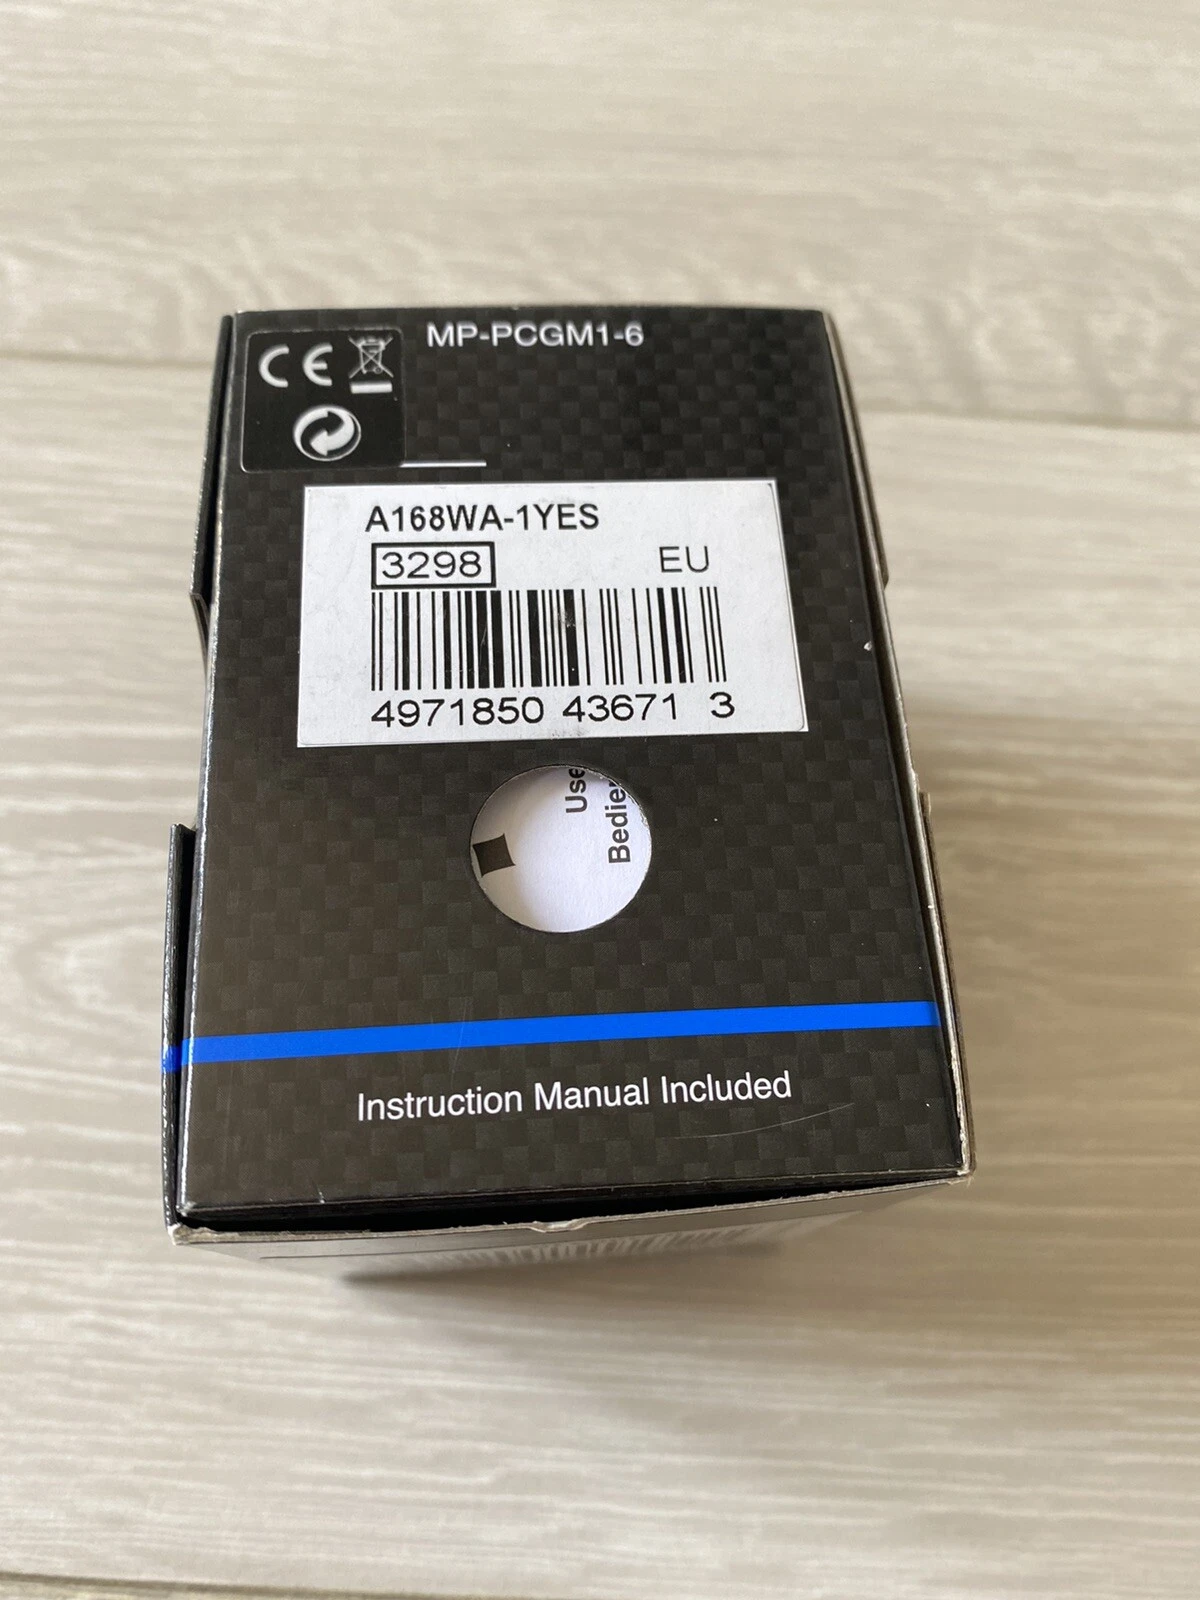 MP-PCGM1-6
CE
A168WA-1YES
3298
EU
4971850 43671 3
Use
Bedie
Instruction Manual Included